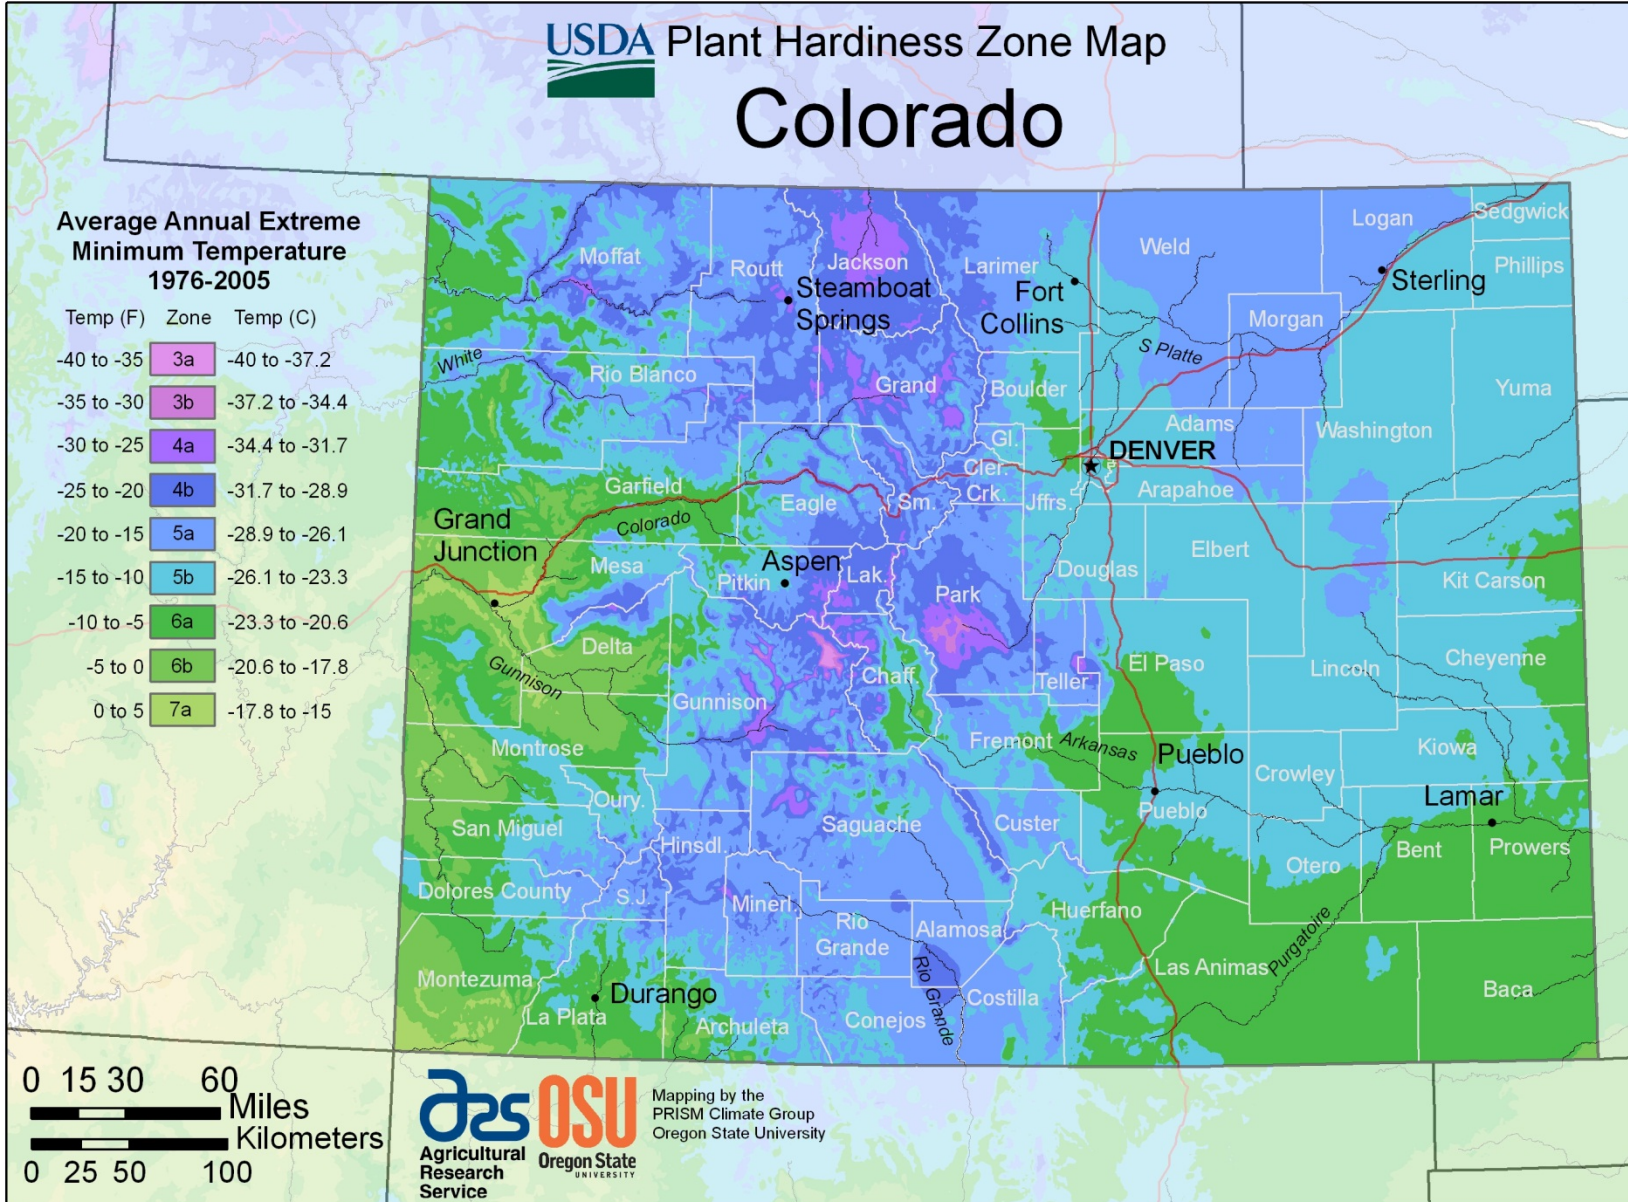 USDA Plant Hardiness Zone Map
Colorado
Average Annual Extreme
Minimum Temperature
1976-2005
Temp (F) Zone Temp (C)
-40 to -35 3a -40 to -37.2
-35 to -30 3b -37.2 to -34.4
-30 to -25 4a -34.4 to -31.7
-25 to -20 4b -31.7 to -28.9
-20 to -15 5a -28.9 to -26.1
-15 to -10 5b -26.1 to -23.3
-10 to -5 6a -23.3 to -20.6
-5 to 0 6b -20.6 to -17.8
0 to 5 7a -17.8 to -15
Moffat
Routt
Jackson
Larimer
Weld
Logan
Sedgwick
Phillips
Steamboat
Springs
Fort
Collins
Sterling
Morgan
White
Rio Blanco
Grand
Boulder
S Platte
Yuma
Washington
Adams
Gl.
DENVER
Cler.
Crk.
Jffrs.
Arapahoe
Garfield
Eagle
Sm.
Grand
Junction
Colorado
Mesa
Aspen
Pitkin
Lak.
Park
Douglas
Elbert
Kit Carson
Delta
Gunnison
Gunnison
Chaff.
Teller
El Paso
Lincoln
Cheyenne
Montrose
Fremont
Arkansas
Pueblo
Pueblo
Crowley
Kiowa
Lamar
Oury.
San Miguel
Hinsdl.
Saguache
Custer
Otero
Bent
Prowers
Dolores County
S.J.
Minerl.
Rio
Grande
Alamosa
Huerfano
Las Animas
Purgatoire
Baca
Montezuma
Durango
La Plata
Archuleta
Conejos
Rio Grande
Costilla
0 15 30 60
Miles
Kilometers
0 25 50 100
ars
Agricultural
Research
Service
OSU
Oregon State
UNIVERSITY
Mapping by the
PRISM Climate Group
Oregon State University